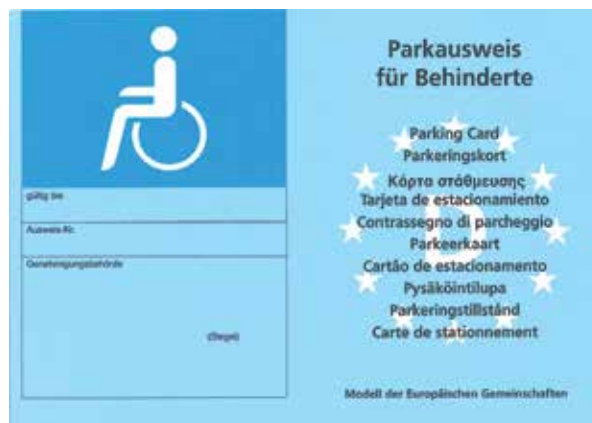 gültig bis
Ausweis-Nr.
Genehmigungsbehörde
(Siegel)
Parkausweis
für Behinderte
Parking Card
Parkeringskort
Κάρτα στάθμευσης
Tarjeta de estacionamiento
Contrassegno di parcheggio
Parkeerkaart
Cartão de estacionamento
Pysäköintilupa
Parkeringstillstånd
Carte de stationnement
D
Modell der Europäischen Gemeinschaften